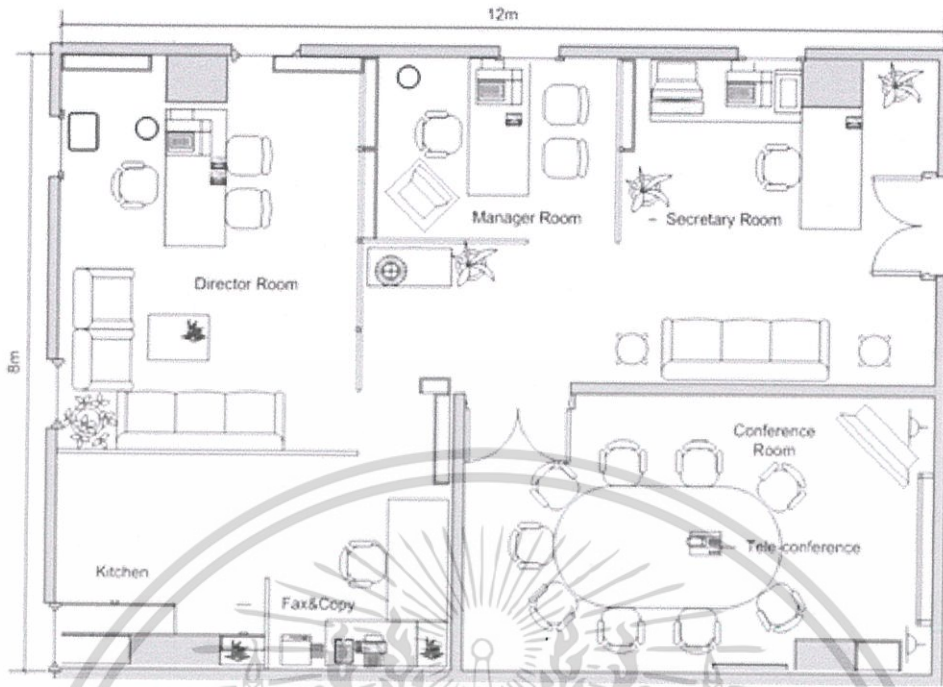 12m
8m
Director Room
Manager Room
Secretary Room
Conference
Room
Tele-conference
Kitchen
Fax&Copy